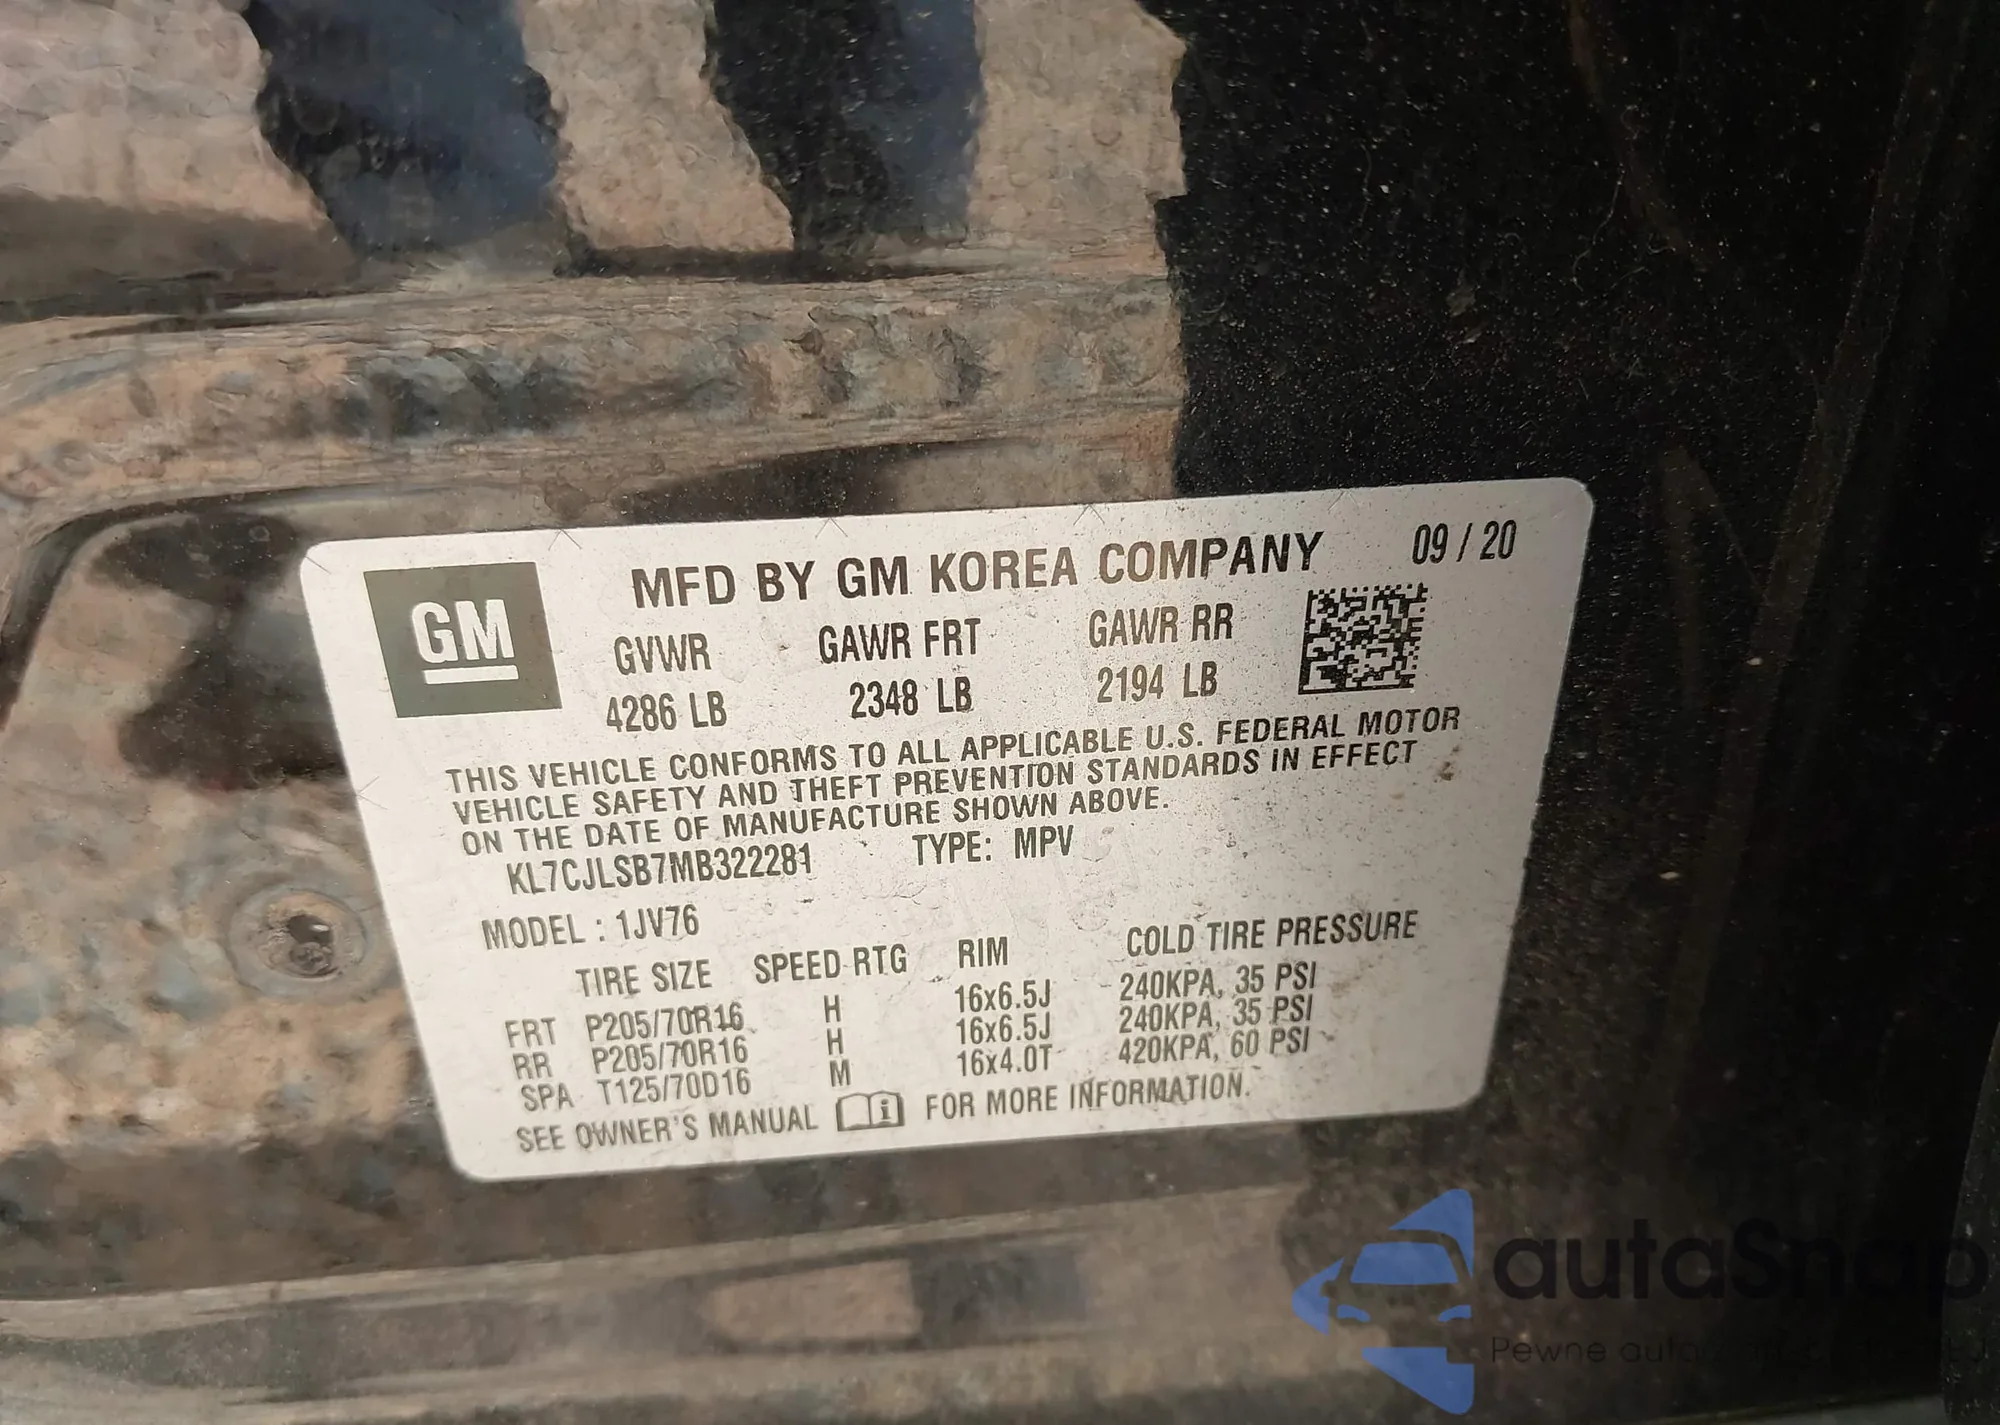 GM
MFD BY GM KOREA COMPANY 09 / 20
GVWR GAWR FRT GAWR RR
4286 LB 2348 LB 2194 LB
THIS VEHICLE CONFORMS TO ALL APPLICABLE U.S. FEDERAL MOTOR
VEHICLE SAFETY AND THEFT PREVENTION STANDARDS IN EFFECT
ON THE DATE OF MANUFACTURE SHOWN ABOVE.
KL7CJLSB7MB322281 TYPE: MPV
MODEL : 1JV76
TIRE SIZE SPEED RTG RIM COLD TIRE PRESSURE
FRT P205/70R16 H 16x6.5J 240KPA, 35 PSI
RR P205/70R16 H 16x6.5J 240KPA, 35 PSI
SPA T125/70D16 M 16x4.0T 420KPA, 60 PSI
SEE OWNER'S MANUAL i FOR MORE INFORMATION.
autaSnap
Pewne auta